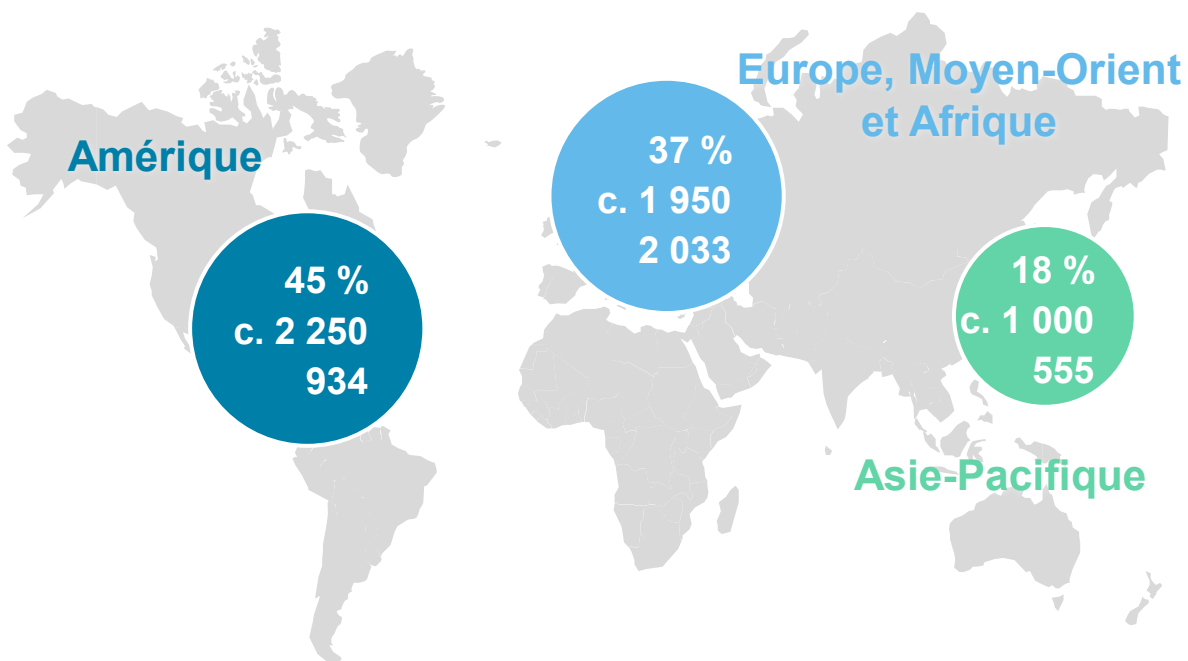 Amérique
45 %
c. 2 250
934
Europe, Moyen-Orient
et Afrique
37 %
c. 1 950
2 033
18 %
c. 1 000
555
Asie-Pacifique